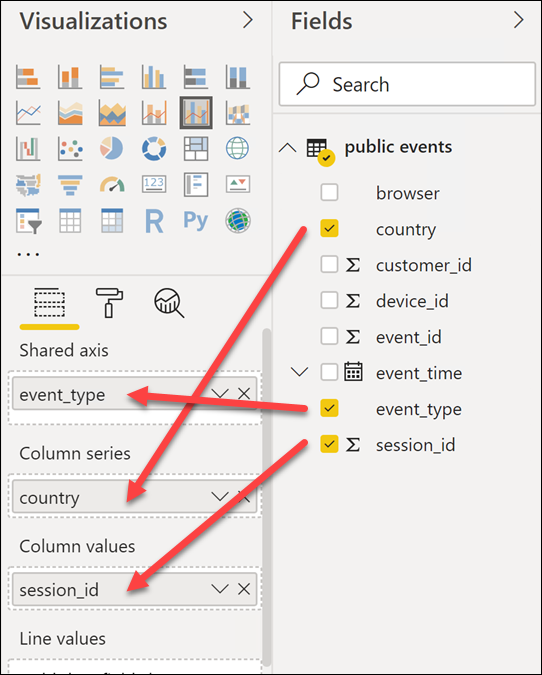 Visualizations
123
R
Py
...
Shared axis
event_type
Column series
country
Column values
session_id
Line values
Fields
Search
public events
browser
country
Σ customer_id
Σ device_id
Σ event_id
event_time
event_type
Σ session_id